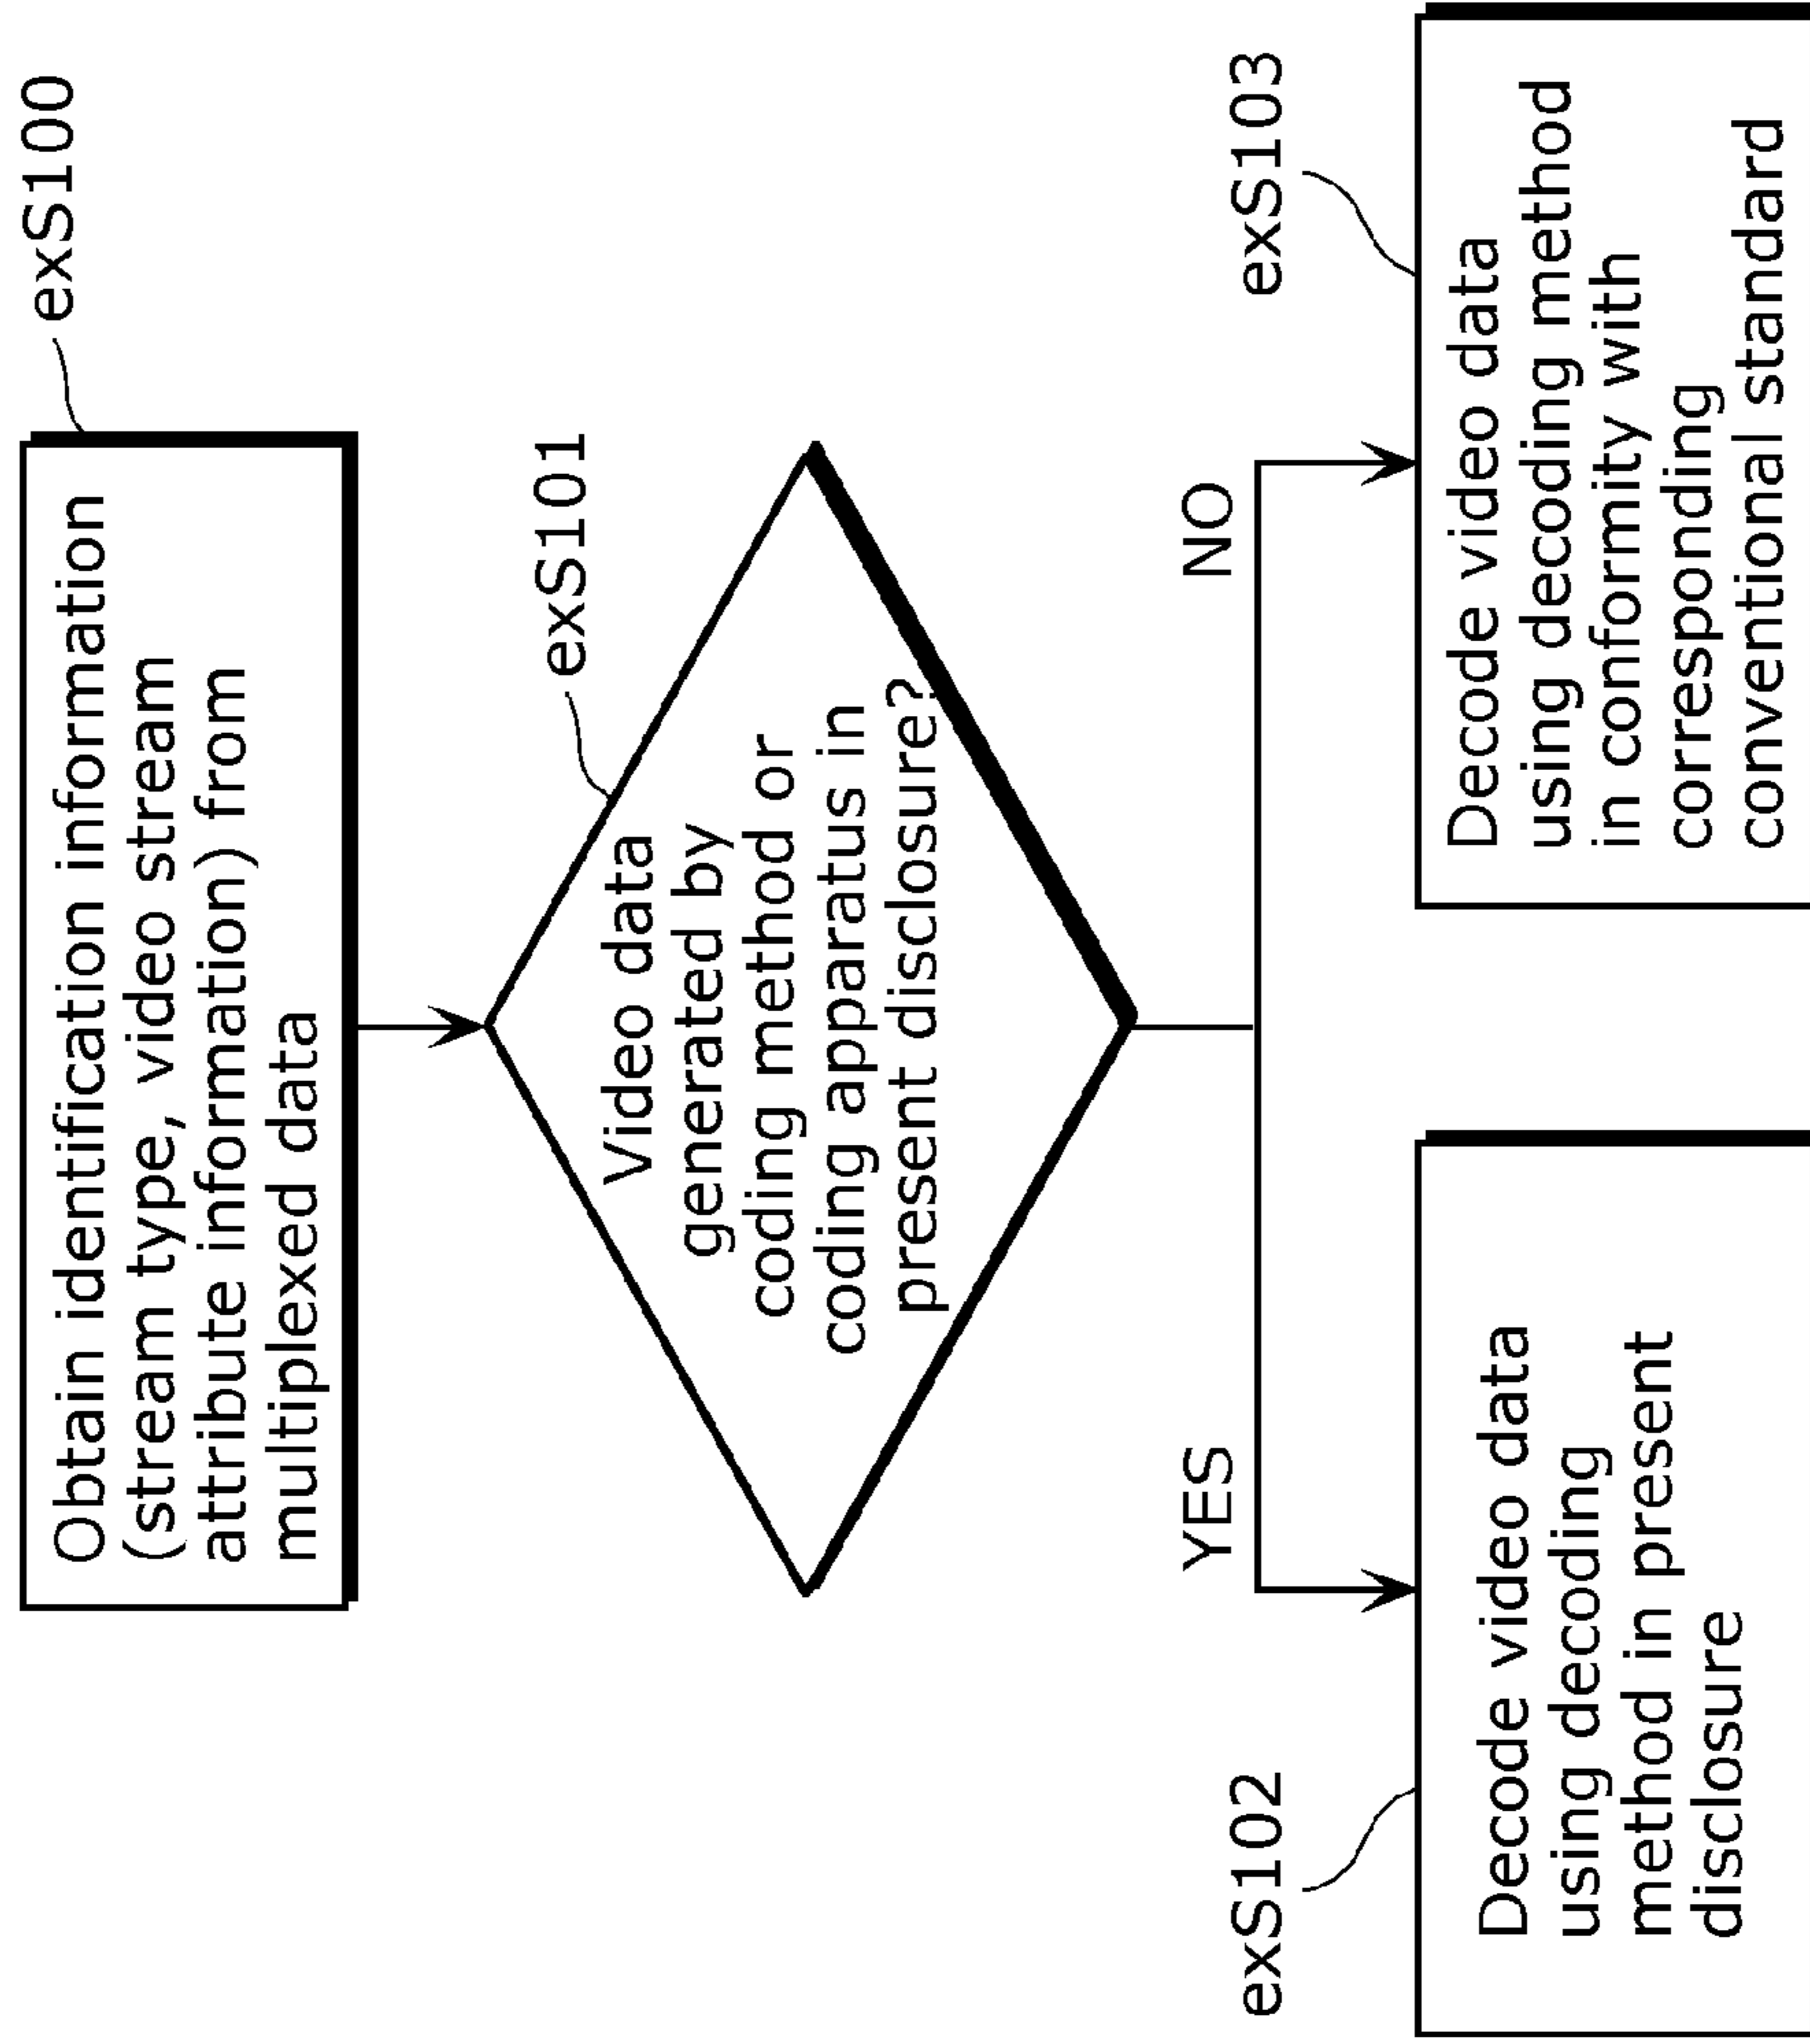 exS100
Obtain identification information
(stream type, video stream
attribute information) from
multiplexed data
exS101
Video data
generated by
coding method or
coding apparatus in
present disclosure?
YES
NO
exS102
Decode video data
using decoding
method in present
disclosure
exS103
Decode video data
using decoding method
in conformity with
corresponding
conventional standard